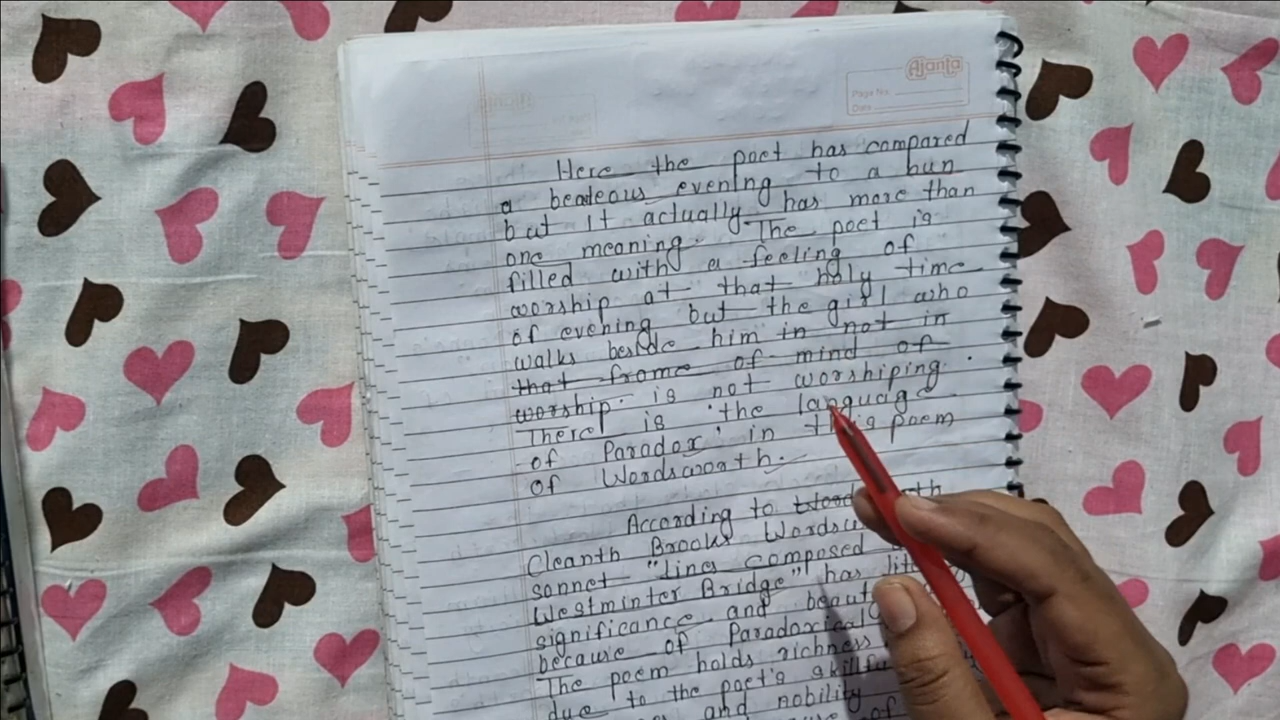 Ajanta
Page No.
Date
Here the poet has compared
a beateous evening to a nun
but it actually has more than
one meaning. The poet is
filled with a feeling of
worship at that holy time
of evening but the girl who
walks beside him in not in
that frame of mind of
worship. is not worshiping.
There is 'the language
of Paradox' in this poem
of Wordsworth.
According to
Cleanth Brooks
sonnet "Lines composed
Westminter Bridge" has
significance and
because of Paradoxical
The poem holds richness
due to the poet's
and nobility
of